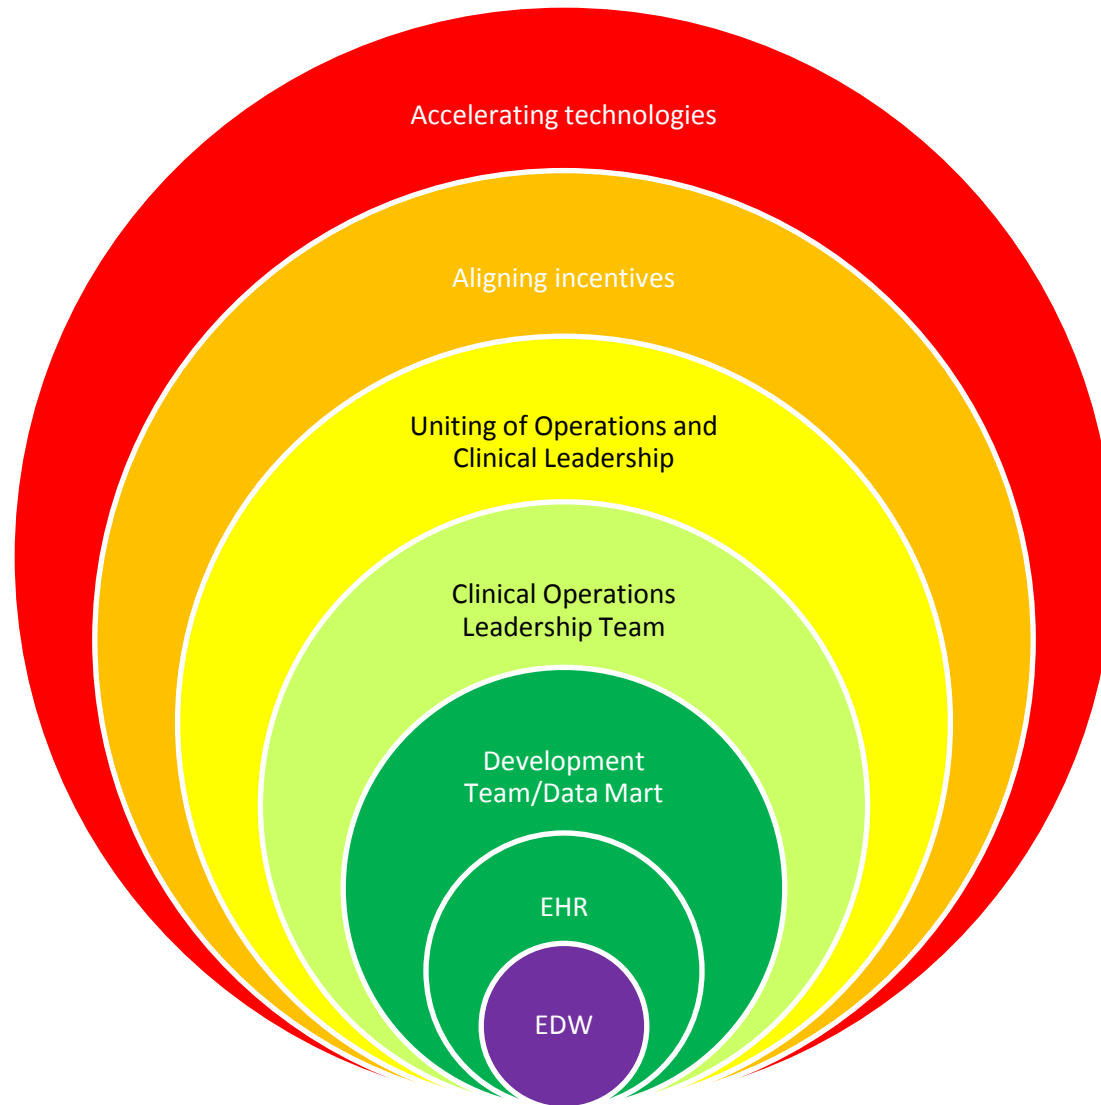 Accelerating technologies
Aligning incentives
Uniting of Operations and
Clinical Leadership
Clinical Operations
Leadership Team
Development
Team/Data Mart
EHR
EDW